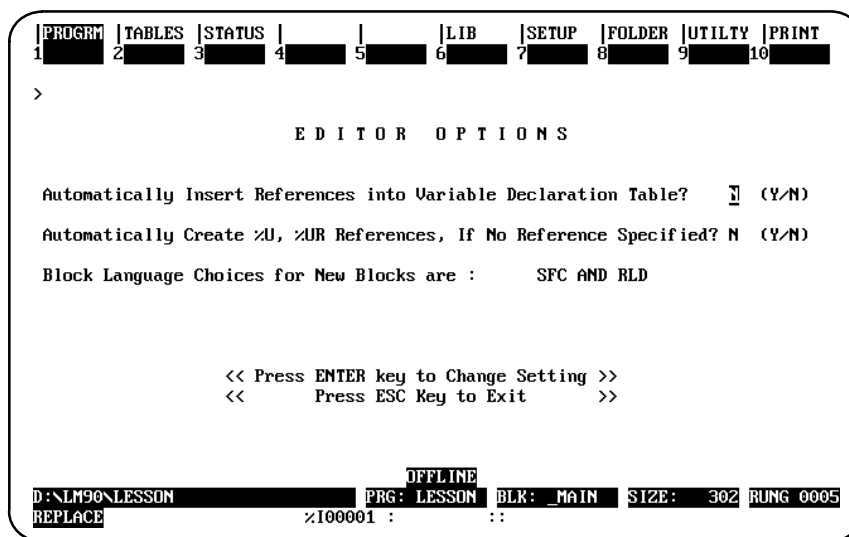 |PROGRM |TABLES |STATUS | | |LIB |SETUP |FOLDER |UTILTY |PRINT
1 2 3 4 5 6 7 8 9 10
>
E D I T O R O P T I O N S
Automatically Insert References into Variable Declaration Table? (Y/N)
Automatically Create %U, %UR References, If No Reference Specified? N (Y/N)
Block Language Choices for New Blocks are : SFC AND RLD
<< Press ENTER key to Change Setting >>
<< Press ESC Key to Exit >>
OFFLINE
D:\LM90\LESSON PRG: LESSON BLK: _MAIN SIZE: 302 RUNG 0005
REPLACE %I00001 : ::